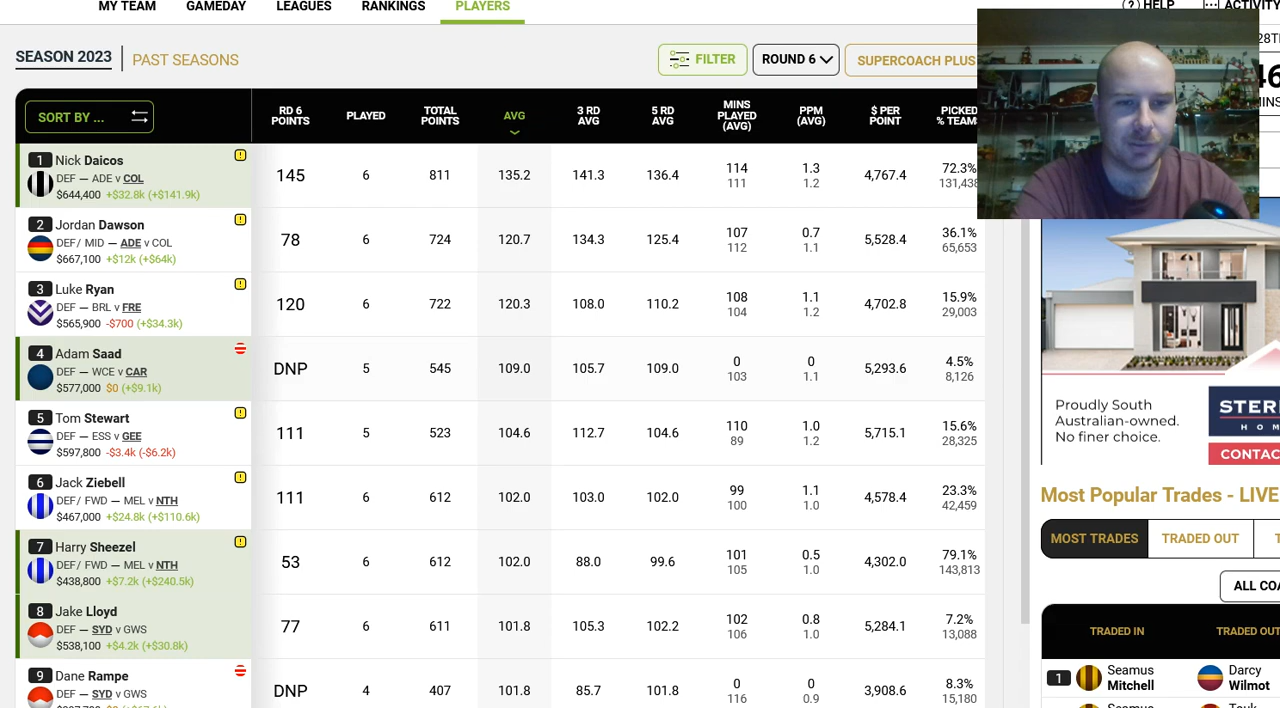 MY TEAM GAMEDAY LEAGUES RANKINGS PLAYERS
? HELP ACTIVITY
SEASON 2023 PAST SEASONS FILTER ROUND 6 SUPERCOACH PLUS
SORT BY ... RD 6 POINTS PLAYED TOTAL POINTS AVG 3 RD AVG 5 RD AVG MINS PLAYED (AVG) PPM (AVG) $ PER POINT PICKED % TEAM
1 Nick Daicos
DEF — ADE v COL
$644,400 +$32.8k (+$141.9k)
145 6 811 135.2 141.3 136.4 114 1.3 4,767.4 72.3%
111 1.2 131,438
2 Jordan Dawson
DEF/ MID — ADE v COL
$667,100 +$12k (+$64k)
78 6 724 120.7 134.3 125.4 107 0.7 5,528.4 36.1%
112 1.1 65,653
3 Luke Ryan
DEF — BRL v FRE
$565,900 -$700 (+$34.3k)
120 6 722 120.3 108.0 110.2 108 1.1 4,702.8 15.9%
104 1.2 29,003
4 Adam Saad
DEF — WCE v CAR
$577,000 $0 (+$9.1k)
DNP 5 545 109.0 105.7 109.0 0 0 5,293.6 4.5%
103 1.1 8,126
5 Tom Stewart
DEF — ESS v GEE
$597,800 -$3.4k (-$6.2k)
111 5 523 104.6 112.7 104.6 110 1.0 5,715.1 15.6%
89 1.2 28,325
6 Jack Ziebell
DEF/ FWD — MEL v NTH
$467,000 +$24.8k (+$110.6k)
111 6 612 102.0 103.0 102.0 99 1.1 4,578.4 23.3%
100 1.0 42,459
7 Harry Sheezel
DEF/ FWD — MEL v NTH
$438,800 +$7.2k (+$240.5k)
53 6 612 102.0 88.0 99.6 101 0.5 4,302.0 79.1%
105 1.0 143,813
8 Jake Lloyd
DEF — SYD v GWS
$538,100 +$4.2k (+$30.8k)
77 6 611 101.8 105.3 102.2 102 0.8 5,284.1 7.2%
106 1.0 13,088
9 Dane Rampe
DEF — SYD v GWS
DNP 4 407 101.8 85.7 101.8 0 0 3,908.6 8.3%
116 0.9 15,180
28TH
46
MINS
Proudly South
Australian-owned.
No finer choice.
STER
HOM
CONTAC
Most Popular Trades - LIVE
MOST TRADES TRADED OUT T
ALL COA
TRADED IN TRADED OUT
1 Seamus Mitchell Darcy Wilmot